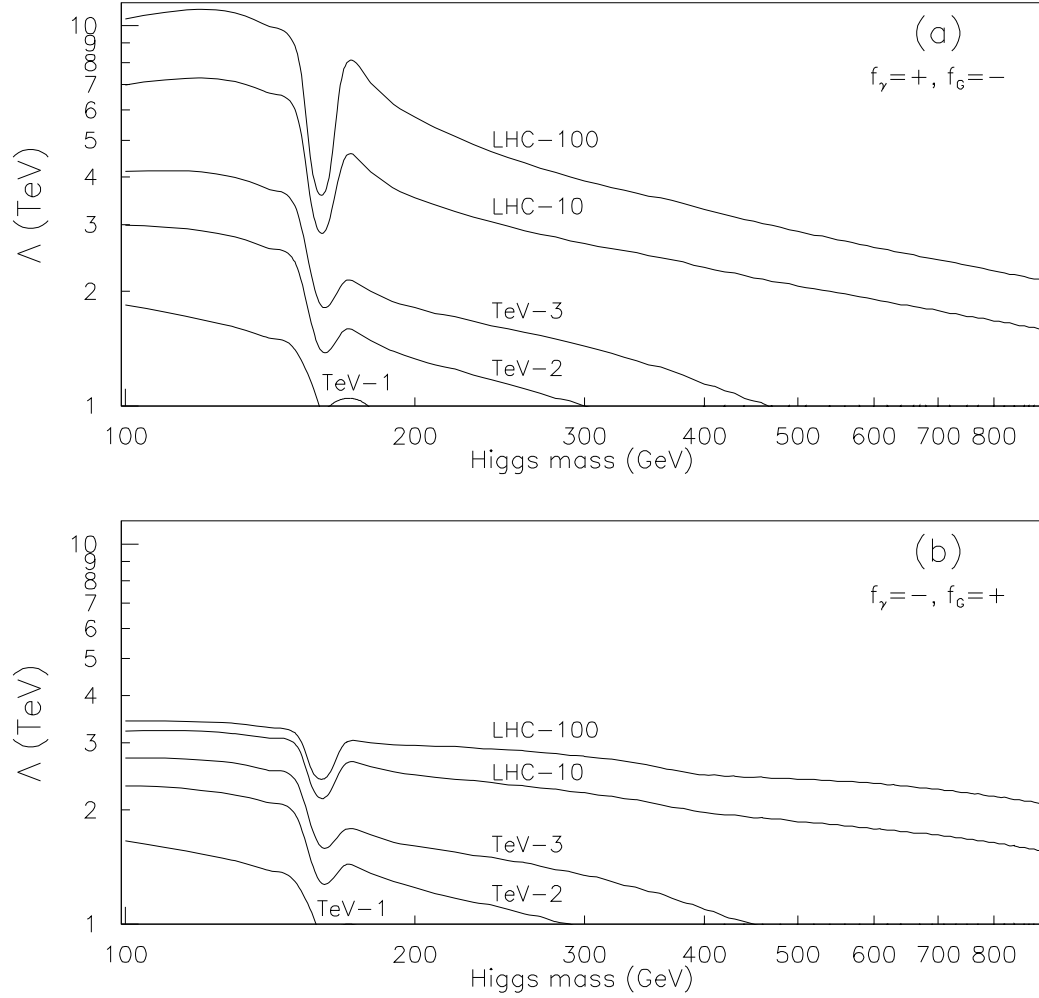 (a)
f_γ=+, f_G=−
Λ (TeV)
10
9
8
7
6
5
4
3
2
1
LHC−100
LHC−10
TeV−3
TeV−2
TeV−1
100 200 300 400 500 600 700 800
Higgs mass (GeV)
(b)
f_γ=−, f_G=+
Λ (TeV)
10
9
8
7
6
5
4
3
2
1
LHC−100
LHC−10
TeV−3
TeV−2
TeV−1
100 200 300 400 500 600 700 800
Higgs mass (GeV)